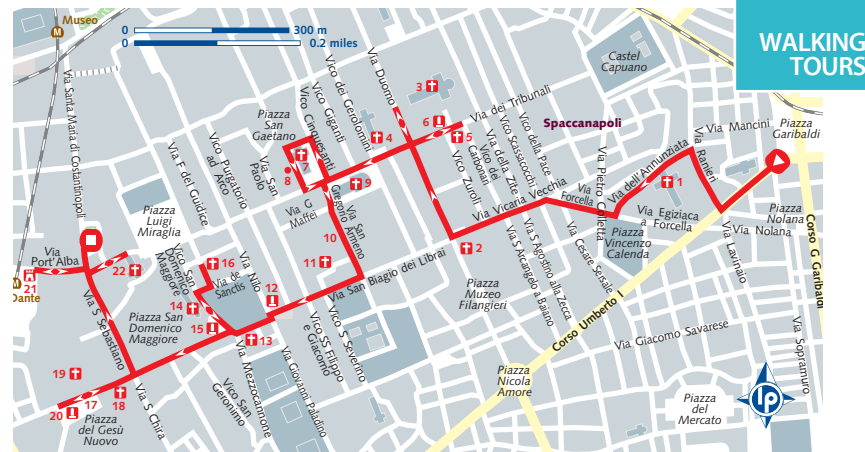 WALKING
TOURS
M
Museo
0
300 m
0
0.2 miles
Via Santa Maria di Costantinopoli
Via F del Giudice
Vico Purgatorio
ad Arco
Via San
Paolo
Piazza
San
Gaetano
Vico Cinquesanti
Vico Giganti
Vico dei Gerolomini
Via Duomo
3
6
Via dei Tribunali
Castel
Capuano
Spaccanapoli
4
5
7
8
9
Via G
Maffei
Via San
Gregorio Armeno
10
11
Vico Zuroli
Vico dei
Carbonari
Via della Zite
Vico Scassacocchi
Vico della Pace
Via Pietro Colletta
Via dell'Annunziata
Via Mancini
Piazza
Garibaldi
Via Ranieri
1
Via
Forcella
Via Vicaria Vecchia
2
Via Egiziaca
a Forcella
Piazza
Vincenzo
Calenda
Via Lavinaio
Via Nolana
Piazza
Nolana
Corso G Garibaldi
Piazza
Luigi
Miraglia
Via
Port'Alba
21
M
Dante
22
Via S Sebastiano
Vico San
Domenico
Maggiore
16
Via de
Sanctis
Via Nilo
14
15
12
13
Piazza San
Domenico
Maggiore
Via San Biagio dei Librai
Piazza
Museo
Filangieri
Via S Arcangelo a Baiano
Via S Agostino alla Zecca
Via Cesare Sersale
Corso Umberto I
Via Giacomo Savarese
Via Sopramuro
Vico S Severino
Vico SS Filippo
e Giacomo
Via Giovanni Paladino
Via Mezzocannone
Vico San
Geronimo
Via S Chira
19
20
17
18
Piazza
del Gesù
Nuovo
Piazza
Nicola
Amore
Piazza
del
Mercato
lp